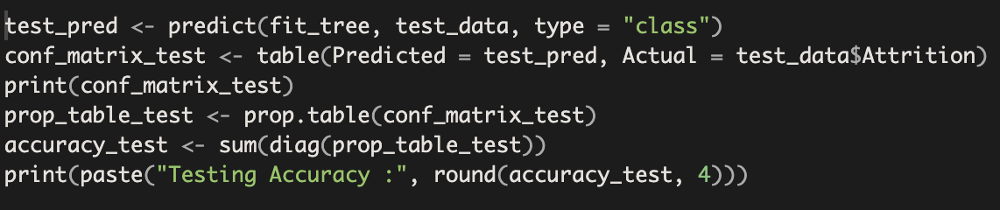 test_pred <- predict(fit_tree, test_data, type = "class")
conf_matrix_test <- table(Predicted = test_pred, Actual = test_data$Attrition)
print(conf_matrix_test)
prop_table_test <- prop.table(conf_matrix_test)
accuracy_test <- sum(diag(prop_table_test))
print(paste("Testing Accuracy :", round(accuracy_test, 4)))